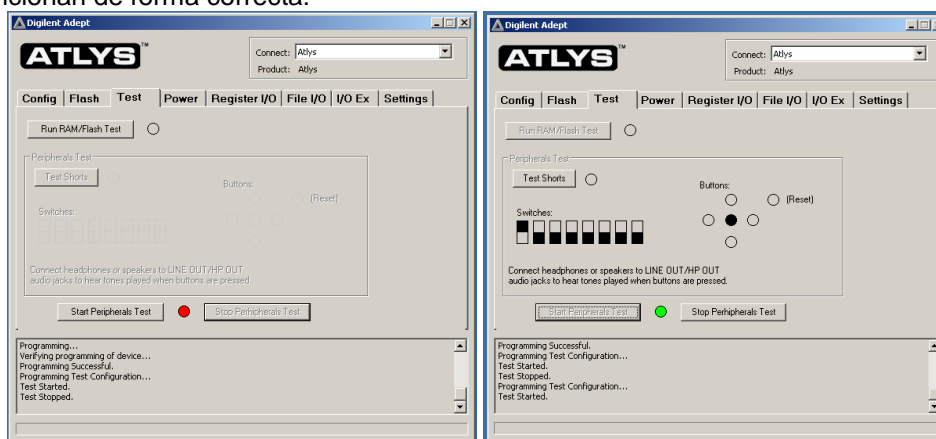 cionan de forma correcta.
Digilent Adept
ATLYS™
Connect: Atlys
Product: Atlys
Config Flash Test Power Register I/O File I/O I/O Ex Settings
Run RAM/Flash Test
Peripherals Test
Test Shorts
Buttons:
(Reset)
Switches:
Connect headphones or speakers to LINE OUT/HP OUT
audio jacks to hear tones played when buttons are pressed.
Start Peripherals Test Stop Perhipherals Test
Programming...
Verifying programming of device...
Programming Successful.
Programming Test Configuration...
Test Started.
Test Stopped.
Digilent Adept
ATLYS™
Connect: Atlys
Product: Atlys
Config Flash Test Power Register I/O File I/O I/O Ex Settings
Run RAM/Flash Test
Peripherals Test
Test Shorts
Buttons:
(Reset)
Switches:
Connect headphones or speakers to LINE OUT/HP OUT
audio jacks to hear tones played when buttons are pressed.
Start Peripherals Test Stop Perhipherals Test
Programming Successful.
Programming Test Configuration...
Test Started.
Test Stopped.
Programming Test Configuration...
Test Started.